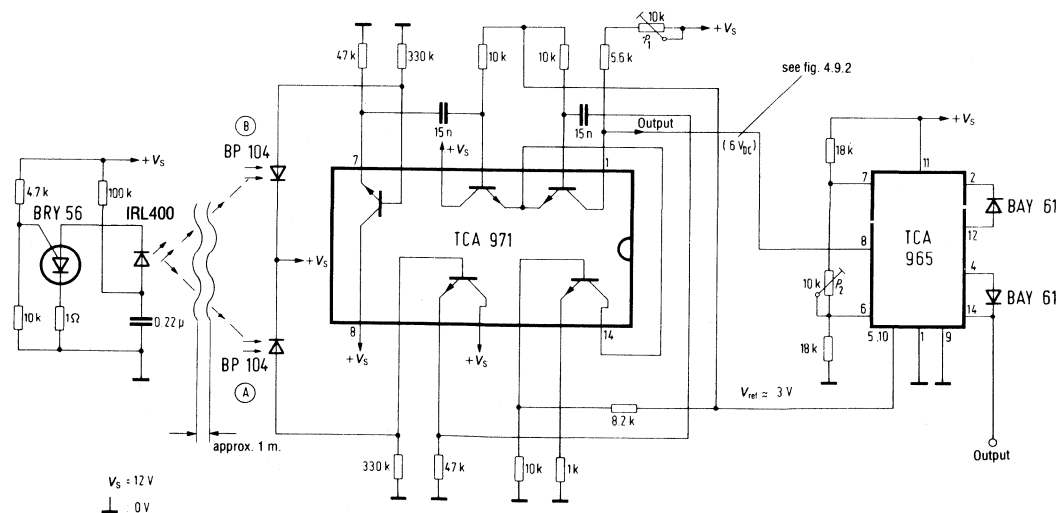 10k
P1
+VS
47k
330k
10k
10k
5.6k
see fig. 4.9.2
B
BP 104
15n
+VS
15n
Output
(6 VDC)
+VS
7
1
18k
11
+VS
4.7k
100k
BRY 56
IRL400
7
2
BAY 61
TCA 971
TCA
965
8
12
+VS
4
10k
P2
BAY 61
10k
1Ω
0.22µ
6
14
8
14
5.10
1
9
+VS
+VS
18k
BP 104
A
Vref ≃ 3V
8.2k
approx. 1 m.
330k
47k
10k
1k
Output
VS = 12V
: 0V